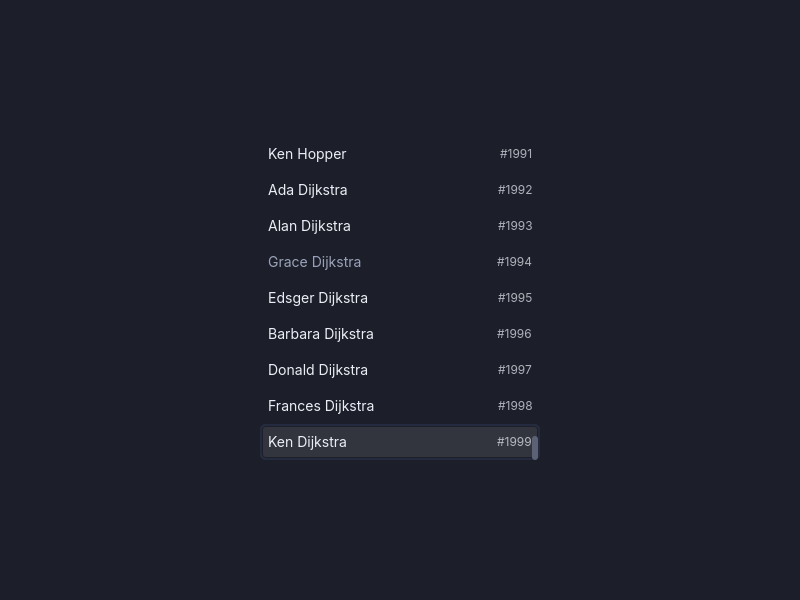 Ken Hopper #1991
Ada Dijkstra #1992
Alan Dijkstra #1993
Grace Dijkstra #1994
Edsger Dijkstra #1995
Barbara Dijkstra #1996
Donald Dijkstra #1997
Frances Dijkstra #1998
Ken Dijkstra #1999